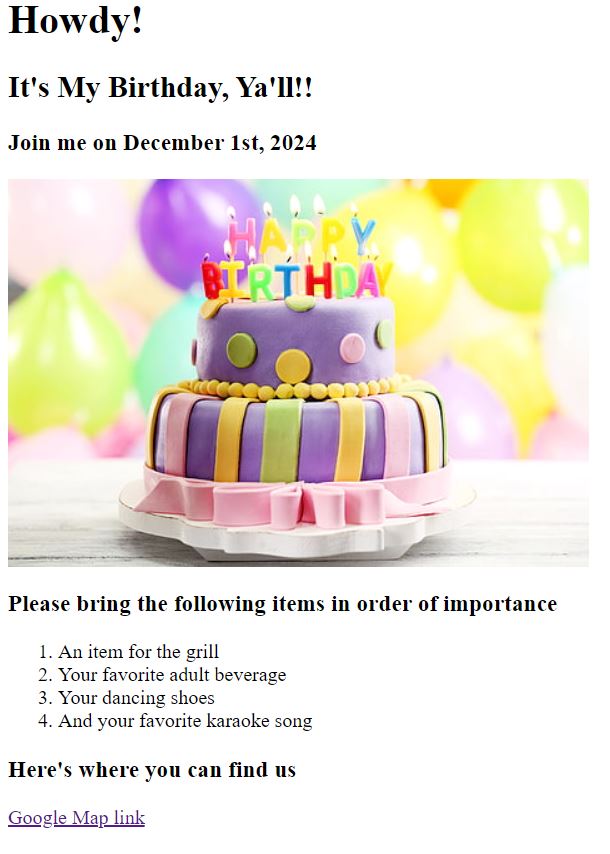 Howdy!
It's My Birthday, Ya'll!!
Join me on December 1st, 2024
HAPPY
BIRTHDAY
Please bring the following items in order of importance
1. An item for the grill
2. Your favorite adult beverage
3. Your dancing shoes
4. And your favorite karaoke song
Here's where you can find us
Google Map link